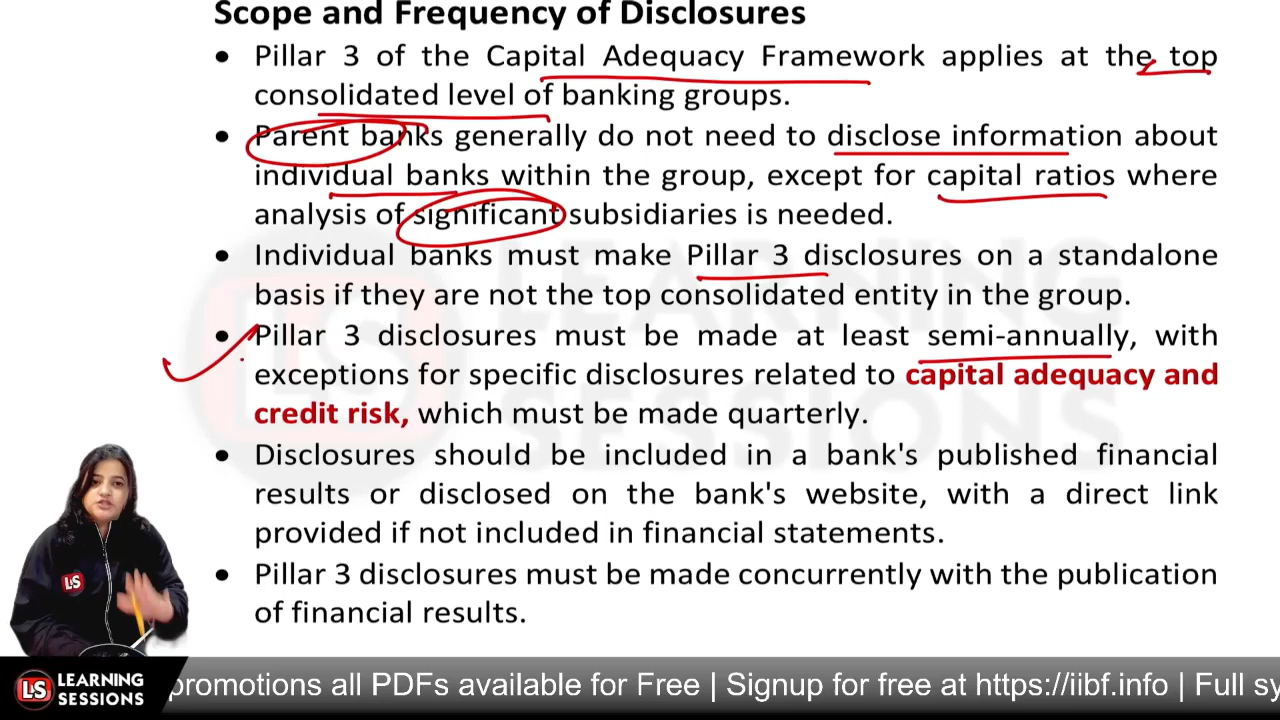 Scope and Frequency of Disclosures
• Pillar 3 of the Capital Adequacy Framework applies at the top
consolidated level of banking groups.
• Parent banks generally do not need to disclose information about
individual banks within the group, except for capital ratios where
analysis of significant subsidiaries is needed.
• Individual banks must make Pillar 3 disclosures on a standalone
basis if they are not the top consolidated entity in the group.
• Pillar 3 disclosures must be made at least semi-annually, with
exceptions for specific disclosures related to capital adequacy and
credit risk, which must be made quarterly.
• Disclosures should be included in a bank's published financial
results or disclosed on the bank's website, with a direct link
provided if not included in financial statements.
• Pillar 3 disclosures must be made concurrently with the publication
of financial results.
LS LEARNING SESSIONS
LS
LS LEARNING
SESSIONS
promotions all PDFs available for Free | Signup for free at https://iibf.info | Full sy